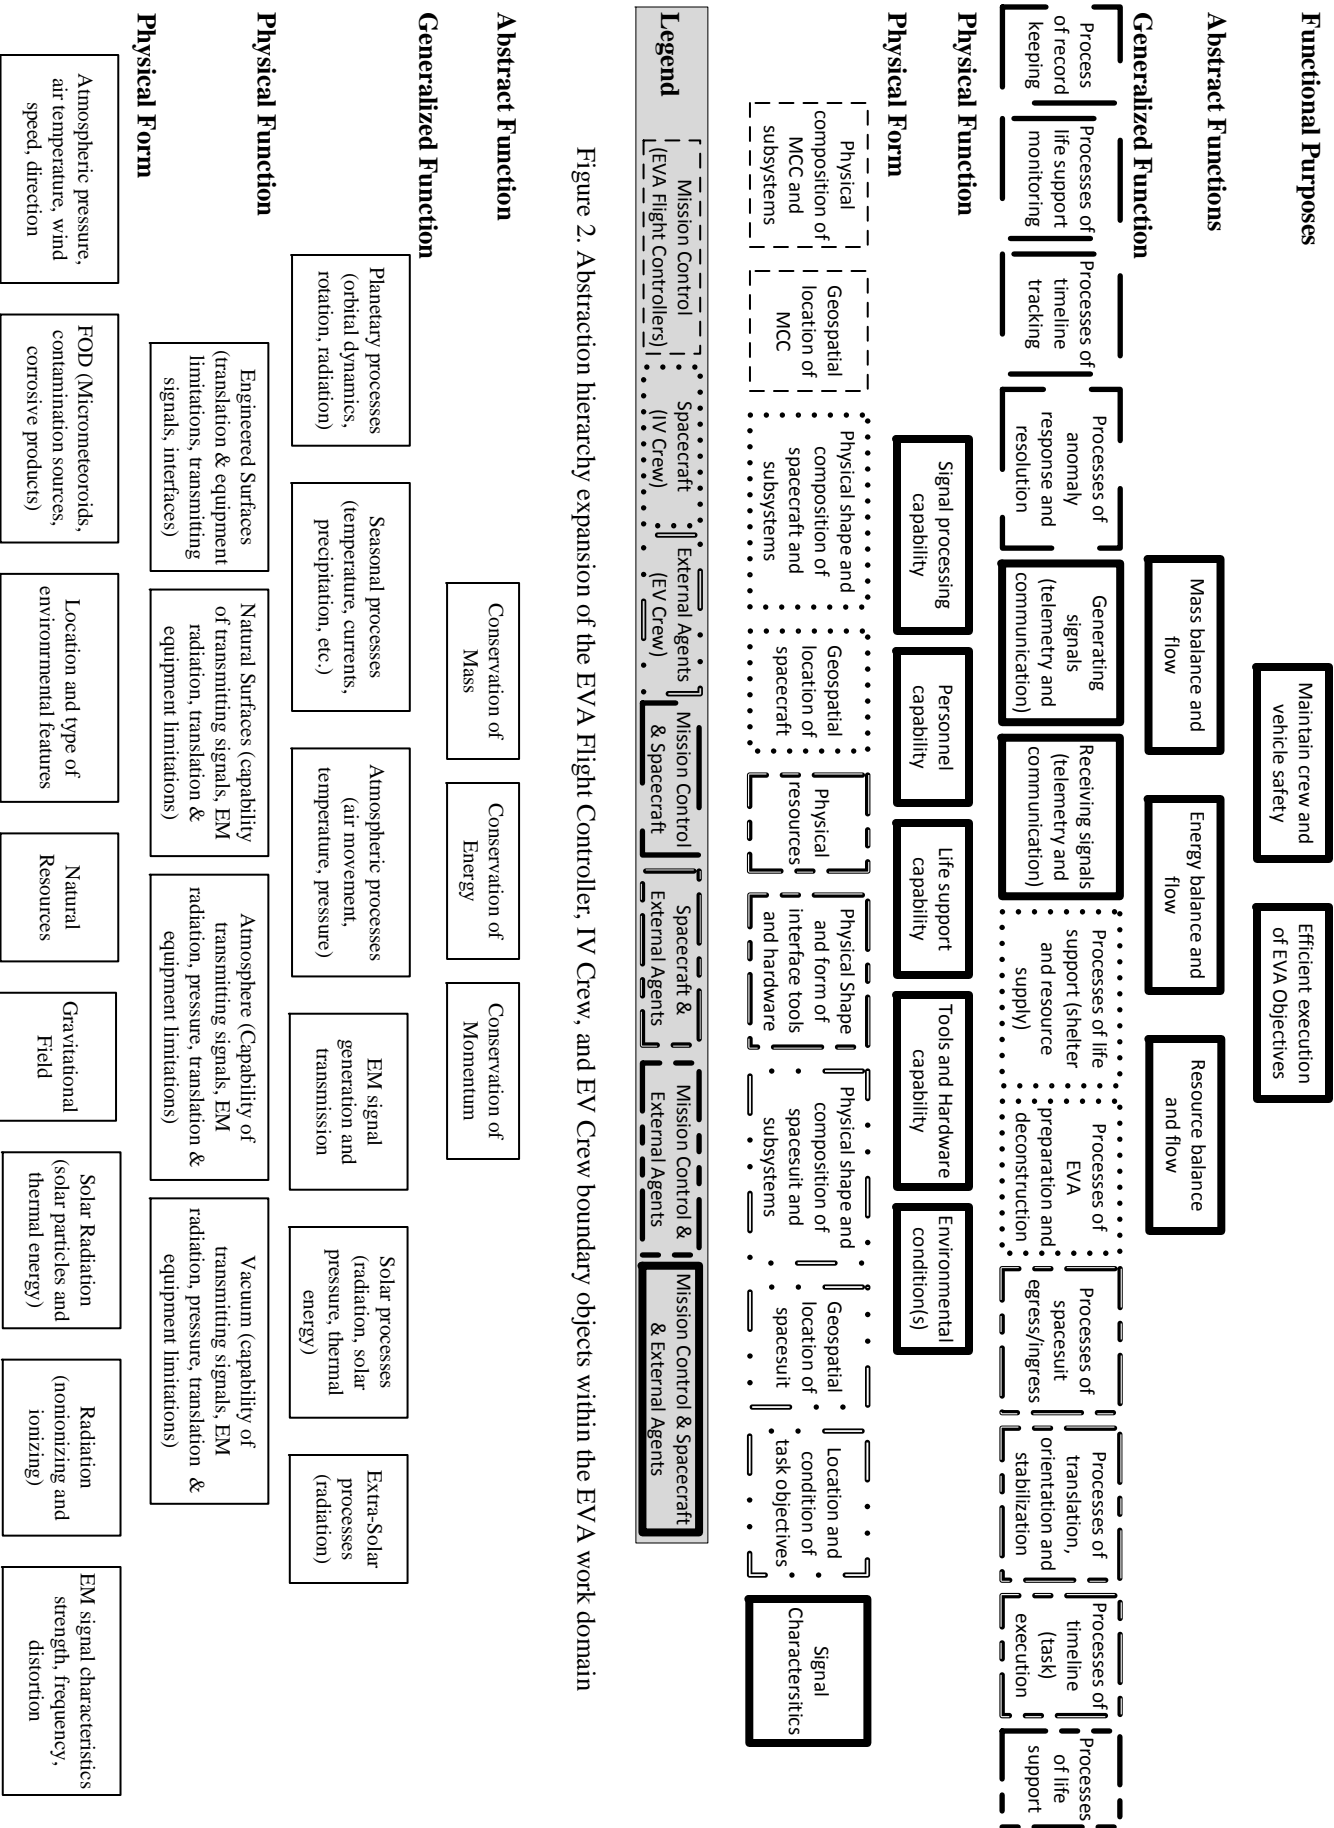 Functional Purposes
Maintain crew and
vehicle safety
Efficient execution
of EVA Objectives
Abstract Functions
Mass balance and
flow
Energy balance and
flow
Resource balance
and flow
Generalized Function
Process
of record
keeping
Processes of
life support
monitoring
Processes of
timeline
tracking
Processes of
anomaly
response and
resolution
Generating
signals
(telemetry and
communication)
Receiving signals
(telemetry and
communication)
Processes of life
support (shelter
and resource
supply)
Processes of
EVA
preparation and
deconstruction
Processes of
spacesuit
egress/ingress
Processes of
translation,
orientation and
stabilization
Processes of
timeline
(task)
execution
Processes
of life
support
Physical Function
Signal processing
capability
Personnel
capability
Life support
capability
Tools and Hardware
capability
Environmental
condition(s)
Physical Form
Physical
composition of
MCC and
subsystems
Geospatial
location of
MCC
Physical shape and
composition of
spacecraft and
subsystems
Geospatial
location of
spacecraft
Physical
resources
Physical Shape
and form of
interface tools
and hardware
Physical shape and
composition of
spacesuit and
subsystems
Geospatial
location of
spacesuit
Location and
condition of
task objectives
Signal
Charactersitics
Legend
Mission Control
(EVA Flight Controllers)
Spacecraft
(IV Crew)
External Agents
(EV Crew)
Mission Control
& Spacecraft
Spacecraft &
External Agents
Mission Control &
External Agents
Mission Control & Spacecraft
& External Agents
Figure 2. Abstraction hierarchy expansion of the EVA Flight Controller, IV Crew, and EV Crew boundary objects within the EVA work domain
Abstract Function
Conservation of
Mass
Conservation of
Energy
Conservation of
Momentum
Generalized Function
Planetary processes
(orbital dynamics,
rotation, radiation)
Seasonal processes
(temperature, currents,
precipitation, etc.)
Atmospheric processes
(air movement,
temperature, pressure)
EM signal
generation and
transmission
Solar processes
(radiation, solar
pressure, thermal
energy)
Extra-Solar
processes
(radiation)
Physical Function
Engineered Surfaces
(translation & equipment
limitations, transmitting
signals, interfaces)
Natural Surfaces (capability
of transmitting signals, EM
radiation, translation &
equipment limitations)
Atmosphere (Capability of
transmitting signals, EM
radiation, pressure, translation &
equipment limitations)
Vacuum (capability of
transmitting signals, EM
radiation, pressure, translation &
equipment limitations)
Physical Form
Atmospheric pressure,
air temperature, wind
speed, direction
FOD (Micrometeoroids,
contamination sources,
corrosive products)
Location and type of
environmental features
Natural
Resources
Gravitational
Field
Solar Radiation
(solar particles and
thermal energy)
Radiation
(nonionizing and
ionizing)
EM signal characteristics
strength, frequency,
distortion